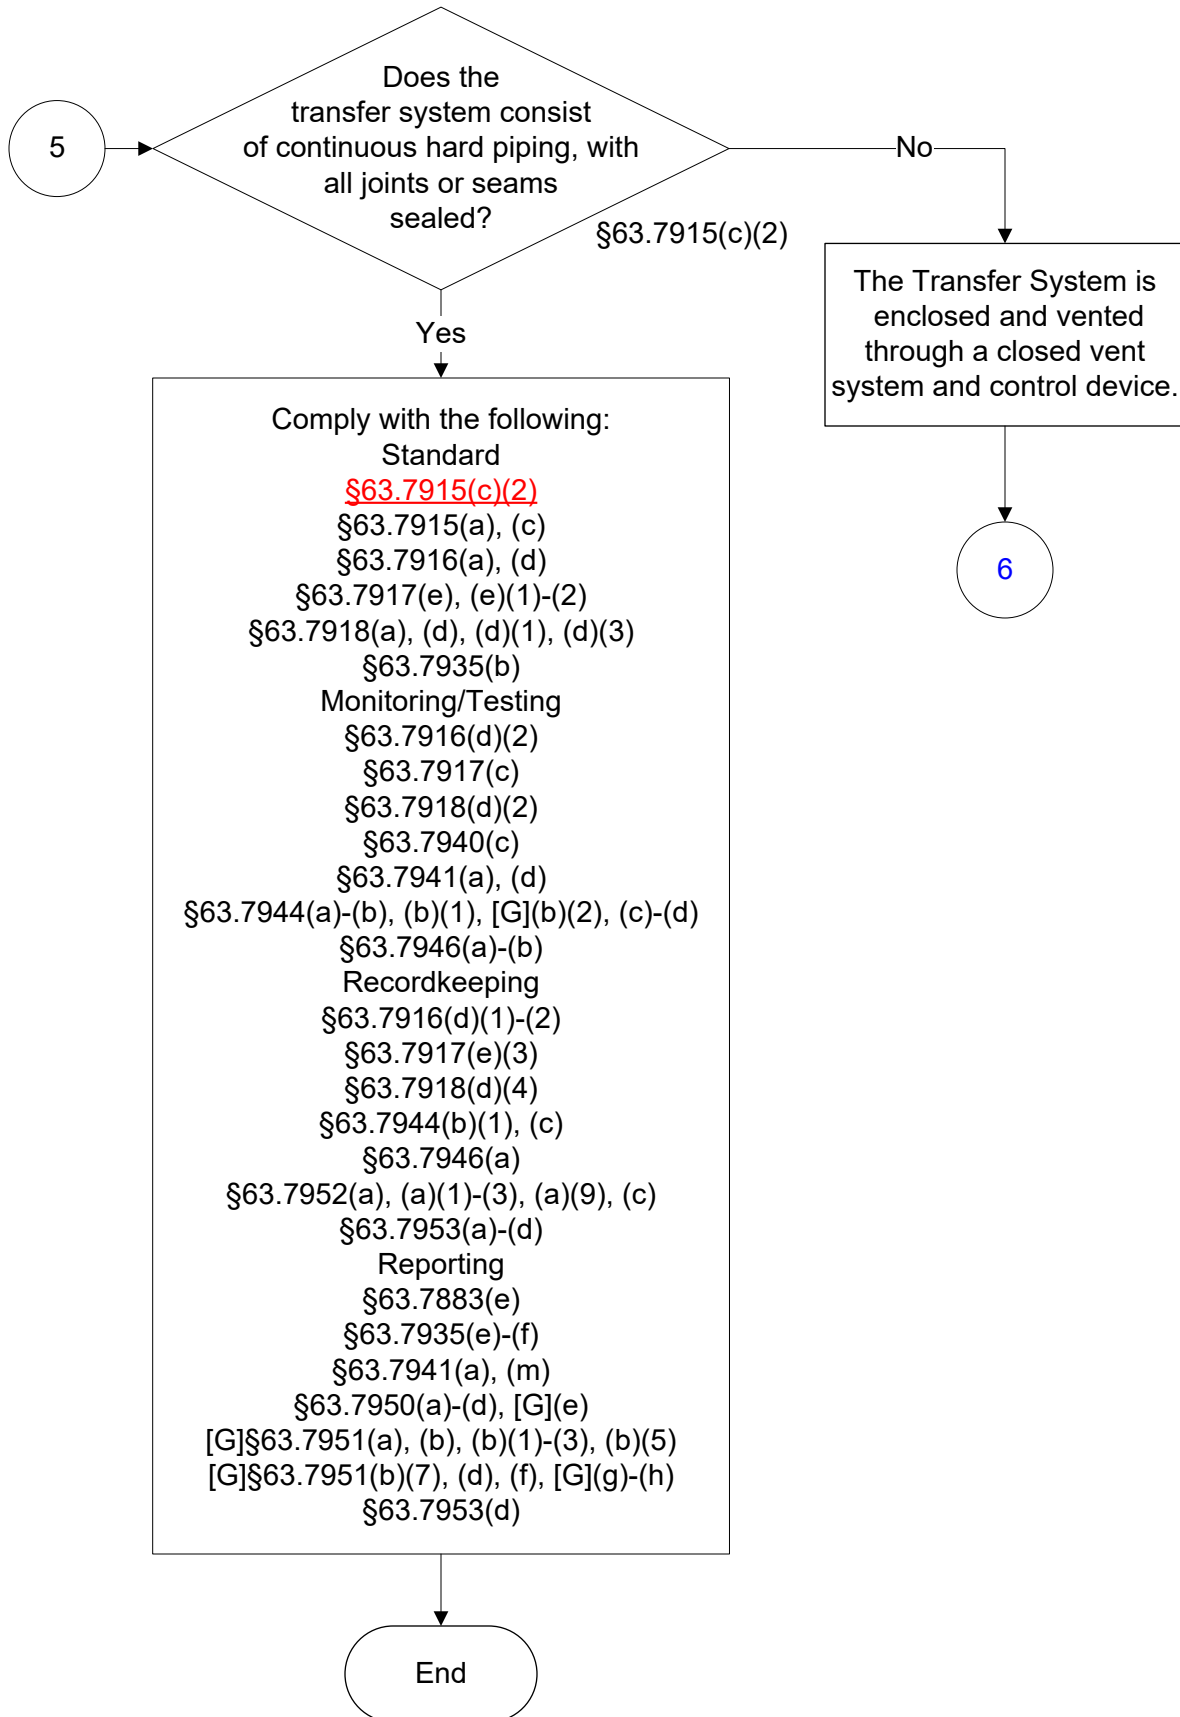 5
Does the
transfer system consist
of continuous hard piping, with
all joints or seams
sealed?
§63.7915(c)(2)
No
The Transfer System is
enclosed and vented
through a closed vent
system and control device.
6
Yes
Comply with the following:
Standard
§63.7915(c)(2)
§63.7915(a), (c)
§63.7916(a), (d)
§63.7917(e), (e)(1)-(2)
§63.7918(a), (d), (d)(1), (d)(3)
§63.7935(b)
Monitoring/Testing
§63.7916(d)(2)
§63.7917(c)
§63.7918(d)(2)
§63.7940(c)
§63.7941(a), (d)
§63.7944(a)-(b), (b)(1), [G](b)(2), (c)-(d)
§63.7946(a)-(b)
Recordkeeping
§63.7916(d)(1)-(2)
§63.7917(e)(3)
§63.7918(d)(4)
§63.7944(b)(1), (c)
§63.7946(a)
§63.7952(a), (a)(1)-(3), (a)(9), (c)
§63.7953(a)-(d)
Reporting
§63.7883(e)
§63.7935(e)-(f)
§63.7941(a), (m)
§63.7950(a)-(d), [G](e)
[G]§63.7951(a), (b), (b)(1)-(3), (b)(5)
[G]§63.7951(b)(7), (d), (f), [G](g)-(h)
§63.7953(d)
End